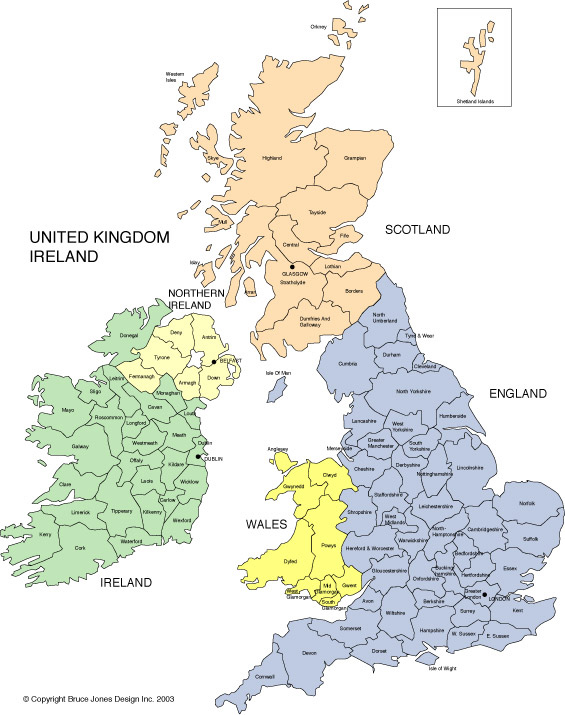 Orkney
Shetland Islands
Western
Isles
Skye
Highland
Grampian
Tayside
Mull
Fife
SCOTLAND
Central
UNITED KINGDOM
IRELAND
Islay
Lothian
GLASGOW
Strathclyde
Arran
Borders
NORTHERN
IRELAND
Dumfries And
Galloway
North
Umberland
Donegal
Deny
Antrim
Tyne & Wear
Tyrone
BELFAST
Durham
Cumbria
Cleveland
Isle Of Man
Fermanagh
Armagh
Down
Leitrim
Monaghan
Sligo
ENGLAND
North Yorkshire
Cavan
Louth
Mayo
Roscommon
Longford
Humberside
Lancashire
West
Yorkshire
Meath
Westmeath
Dublin
DUBLIN
Galway
Greater
Manchester
South
Yorkshire
Anglesey
Merseyside
Offaly
Kildare
Cheshire
Derbyshire
Nottinghamshire
Lincolnshire
Clwyd
Gwynedd
Clare
Laois
Wicklow
Staffordshire
Carlow
Norfolk
Limerick
Tipperary
Kilkenny
Shropshire
Leicestershire
West
Midlands
Wexford
WALES
Kerry
Waterford
Cork
Powys
Warwickshire
North-
Hamptonshire
Cambridgeshire
Suffolk
Hereford & Worcester
Bedfordshire
Dyfed
Gloucestershire
Bucking
Hamshire
Oxfordshire
Hertfordshire
Essex
IRELAND
West
Glamorgan
Mid
Glamorgan
Gwent
South
Glamorgan
Greater
London
LONDON
Avon
Berkshire
Wiltshire
Surrey
Kent
Somerset
Hampshire
W. Sussex
E. Sussex
Devon
Dorset
Isle of Wight
Cornwall
© Copyright Bruce Jones Design Inc. 2003